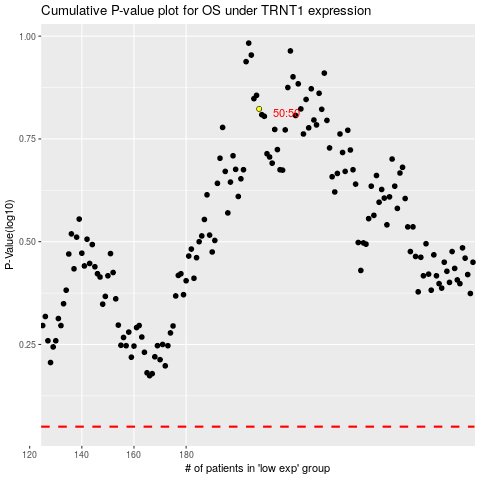 Cumulative P-value plot for OS under TRNT1 expression
1.00
0.75
0.50
0.25
P-Value(log10)
50:50
120 140 160 180
# of patients in 'low exp' group